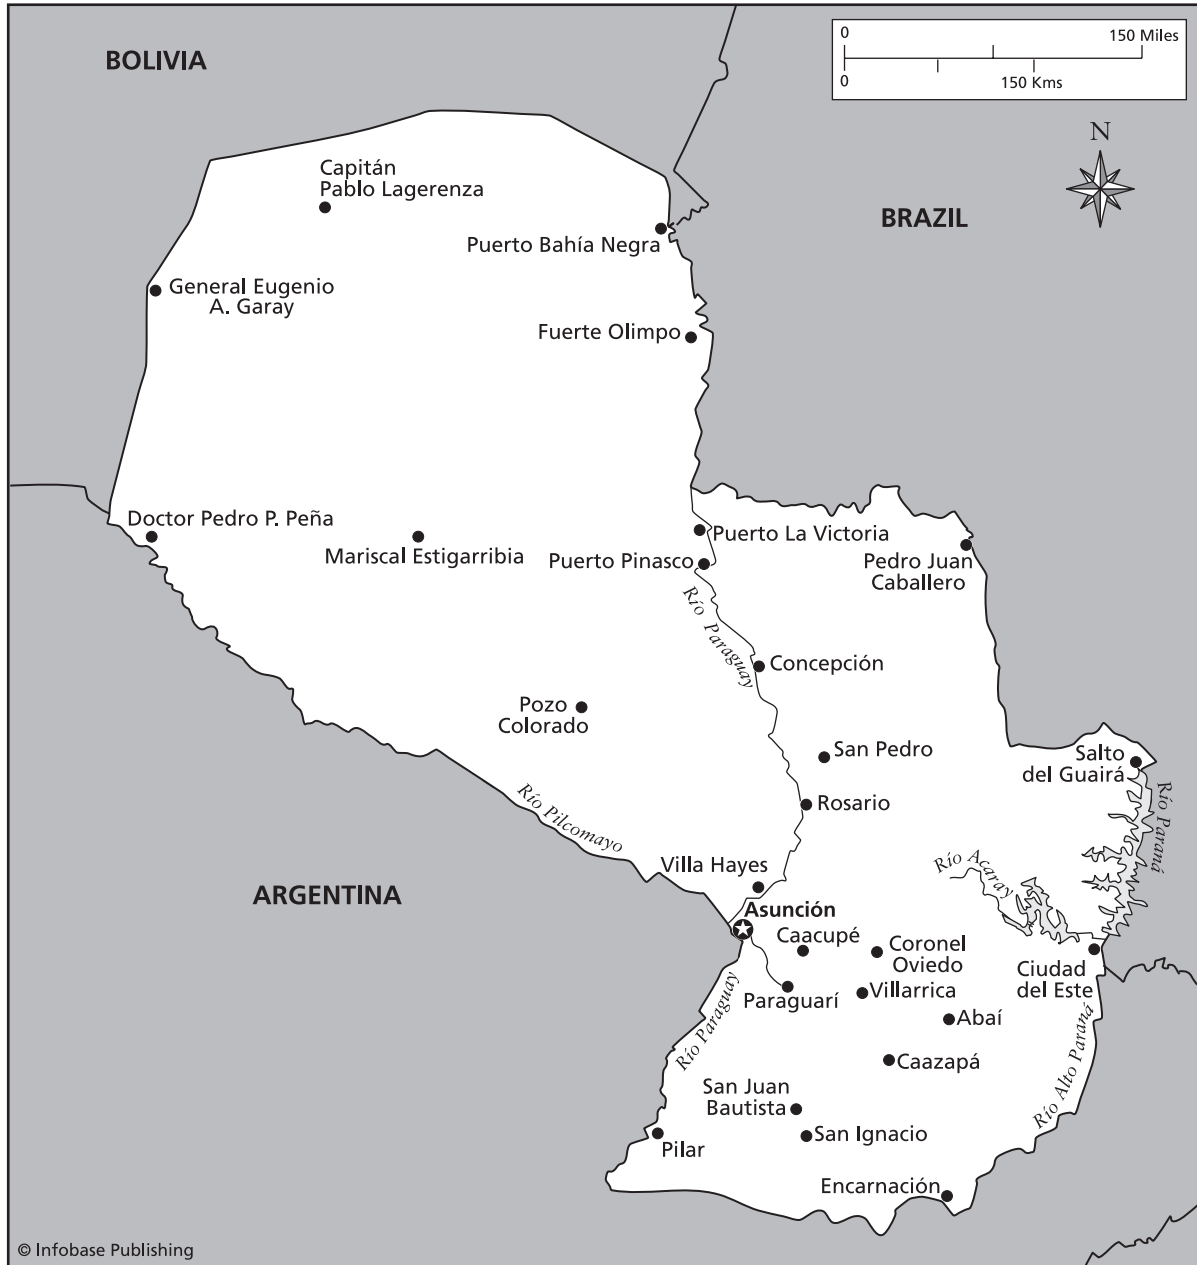 BOLIVIA
0
150 Miles
0
150 Kms
N
Capitán
Pablo Lagerenza
BRAZIL
Puerto Bahía Negra
General Eugenio
A. Garay
Fuerte Olimpo
Doctor Pedro P. Peña
Mariscal Estigarribia
Puerto La Victoria
Puerto Pinasco
Pedro Juan
Caballero
Río Paraguay
Concepción
Pozo
Colorado
San Pedro
Salto
del Guairá
Rosario
Río Paraná
Río Pilcomayo
Villa Hayes
Río Acaray
ARGENTINA
Asunción
Caacupé
Coronel
Oviedo
Ciudad
del Este
Paraguarí
Villarrica
Río Paraguay
Abaí
Caazapá
Río Alto Paraná
San Juan
Bautista
San Ignacio
Pilar
Encarnación
© Infobase Publishing